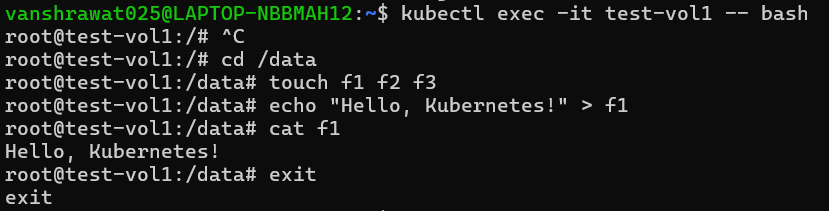 vanshrawat025@LAPTOP-NBBMAH12:~$ kubectl exec -it test-vol1 -- bash
root@test-vol1:/# ^C
root@test-vol1:/# cd /data
root@test-vol1:/data# touch f1 f2 f3
root@test-vol1:/data# echo "Hello, Kubernetes!" > f1
root@test-vol1:/data# cat f1
Hello, Kubernetes!
root@test-vol1:/data# exit
exit